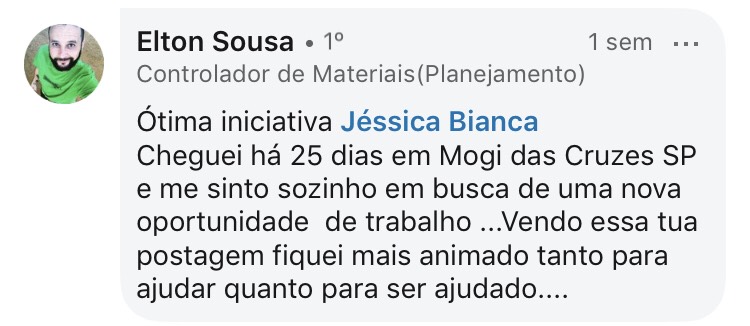 Elton Sousa • 1º
1 sem ...
Controlador de Materiais(Planejamento)
Ótima iniciativa Jéssica Bianca
Cheguei há 25 dias em Mogi das Cruzes SP
e me sinto sozinho em busca de uma nova
oportunidade  de trabalho ...Vendo essa tua
postagem fiquei mais animado tanto para
ajudar quanto para ser ajudado....